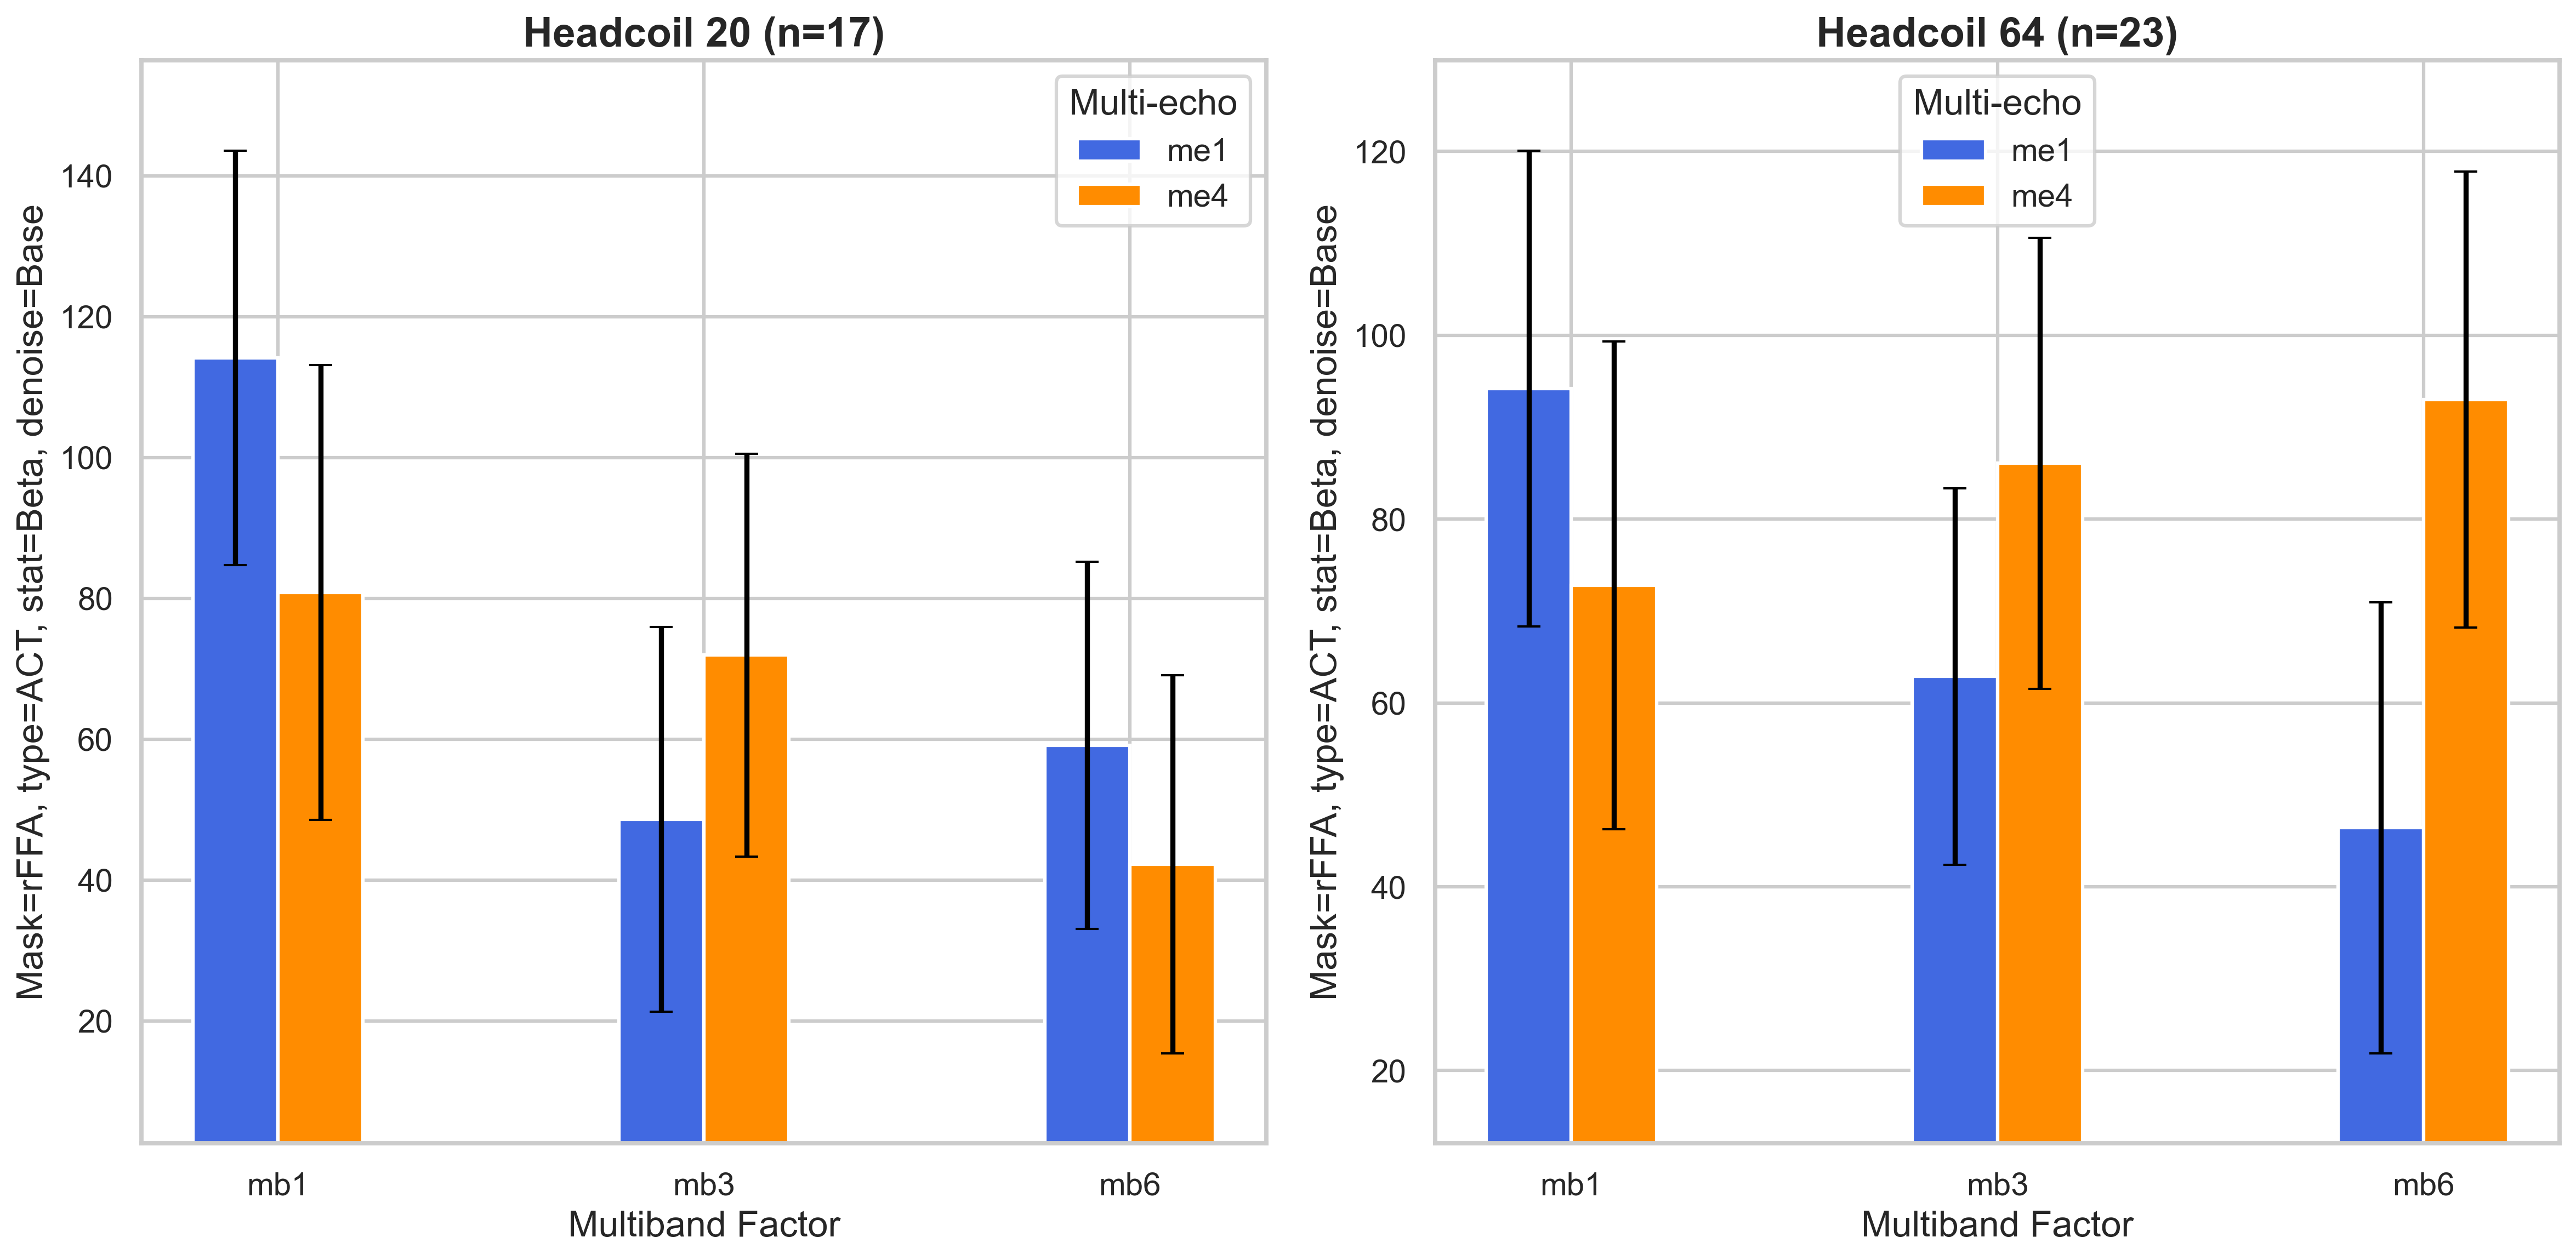 Headcoil 20 (n=17)
Mask=rFFA, type=ACT, stat=Beta, denoise=Base
140
120
100
80
60
40
20
Multi-echo
me1
me4
mb1
mb3
mb6
Multiband Factor
Headcoil 64 (n=23)
Mask=rFFA, type=ACT, stat=Beta, denoise=Base
120
100
80
60
40
20
Multi-echo
me1
me4
mb1
mb3
mb6
Multiband Factor